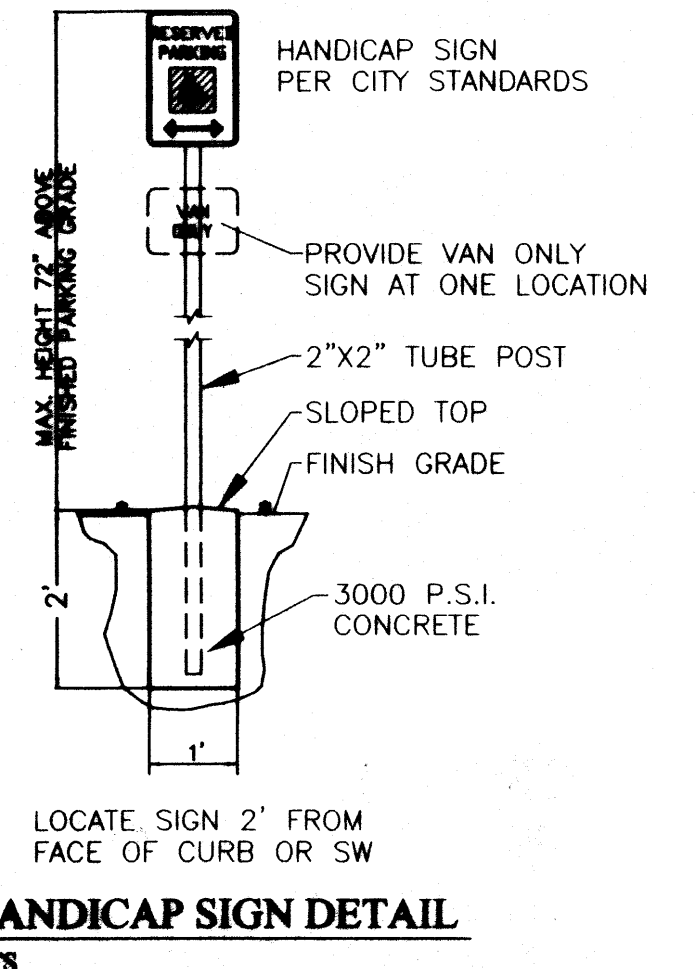 RESERVED
PARKING
HANDICAP SIGN
PER CITY STANDARDS
VAN
ONLY
PROVIDE VAN ONLY
SIGN AT ONE LOCATION
MAX. HEIGHT 72" ABOVE
FINISHED PARKING GRADE
2"X2" TUBE POST
SLOPED TOP
FINISH GRADE
2'
3000 P.S.I.
CONCRETE
1'
LOCATE SIGN 2' FROM
FACE OF CURB OR SW
ANDICAP SIGN DETAIL